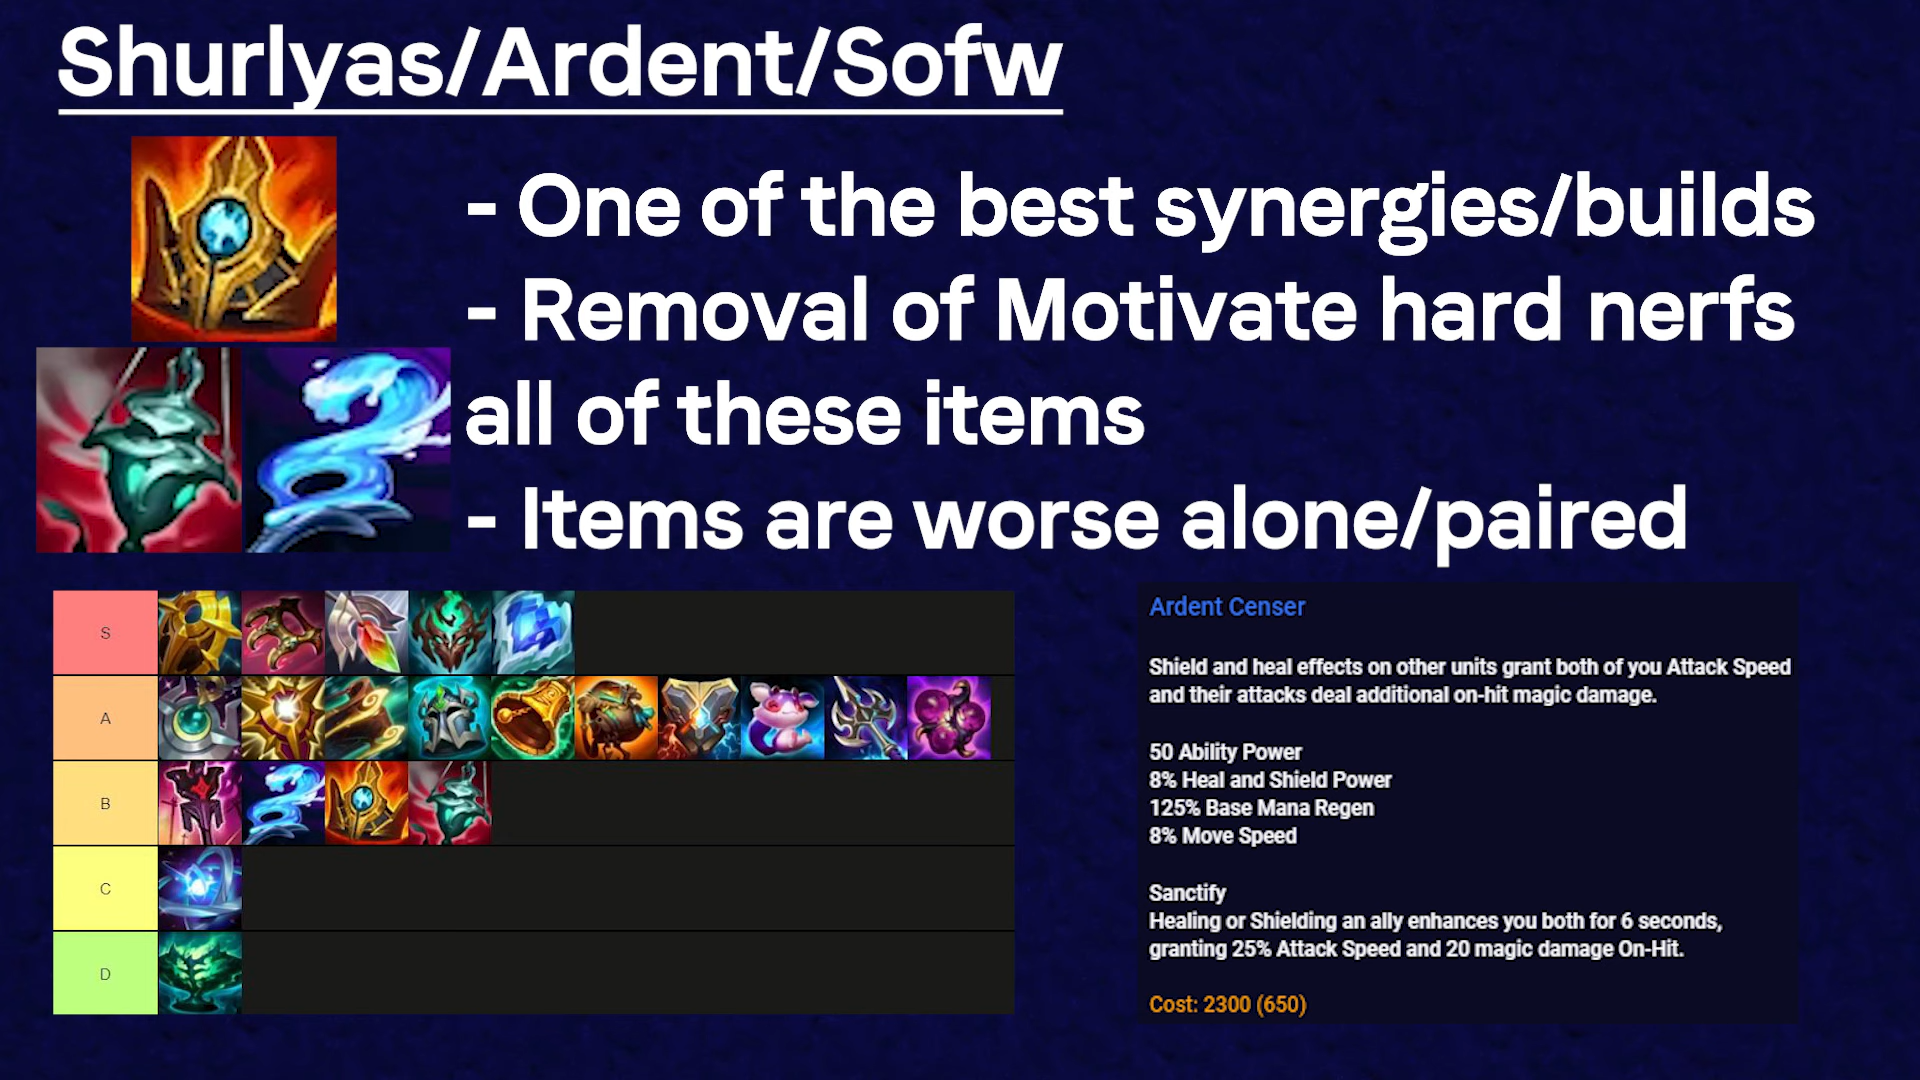 Shurlyas/Ardent/Sofw
- One of the best synergies/builds
- Removal of Motivate hard nerfs
all of these items
- Items are worse alone/paired
S
A
B
C
D
Ardent Censer
Shield and heal effects on other units grant both of you Attack Speed
and their attacks deal additional on-hit magic damage.
50 Ability Power
8% Heal and Shield Power
125% Base Mana Regen
8% Move Speed
Sanctify
Healing or Shielding an ally enhances you both for 6 seconds,
granting 25% Attack Speed and 20 magic damage On-Hit.
Cost: 2300 (650)